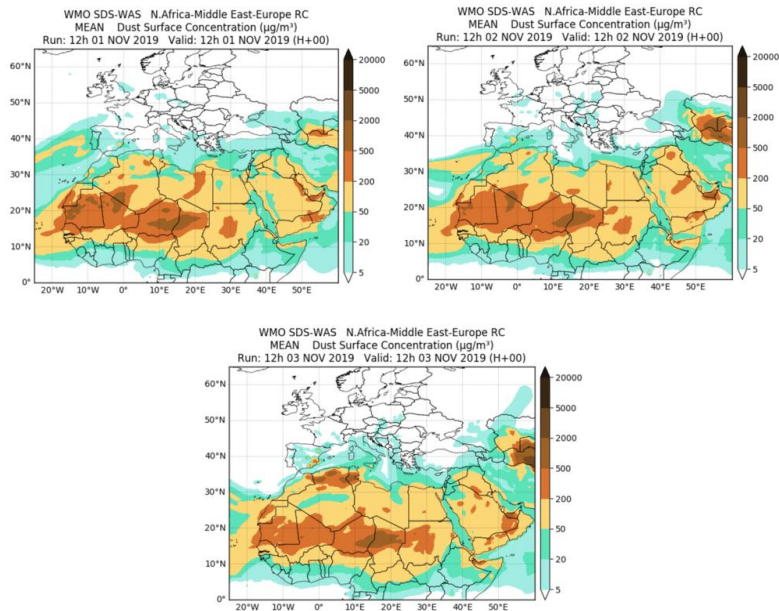 WMO SDS-WAS N.Africa-Middle East-Europe RC
MEAN Dust Surface Concentration (µg/m³)
Run: 12h 01 NOV 2019 Valid: 12h 01 NOV 2019 (H+00)
60°N
50°N
40°N
30°N
20°N
10°N
0°
20°W 10°W 0° 10°E 20°E 30°E 40°E 50°E
20000
5000
2000
500
200
50
20
5
WMO SDS-WAS N.Africa-Middle East-Europe RC
MEAN Dust Surface Concentration (µg/m³)
Run: 12h 02 NOV 2019 Valid: 12h 02 NOV 2019 (H+00)
60°N
50°N
40°N
30°N
20°N
10°N
0°
20°W 10°W 0° 10°E 20°E 30°E 40°E 50°E
20000
5000
2000
500
200
50
20
5
WMO SDS-WAS N.Africa-Middle East-Europe RC
MEAN Dust Surface Concentration (µg/m³)
Run: 12h 03 NOV 2019 Valid: 12h 03 NOV 2019 (H+00)
60°N
50°N
40°N
30°N
20°N
10°N
0°
20°W 10°W 0° 10°E 20°E 30°E 40°E 50°E
20000
5000
2000
500
200
50
20
5